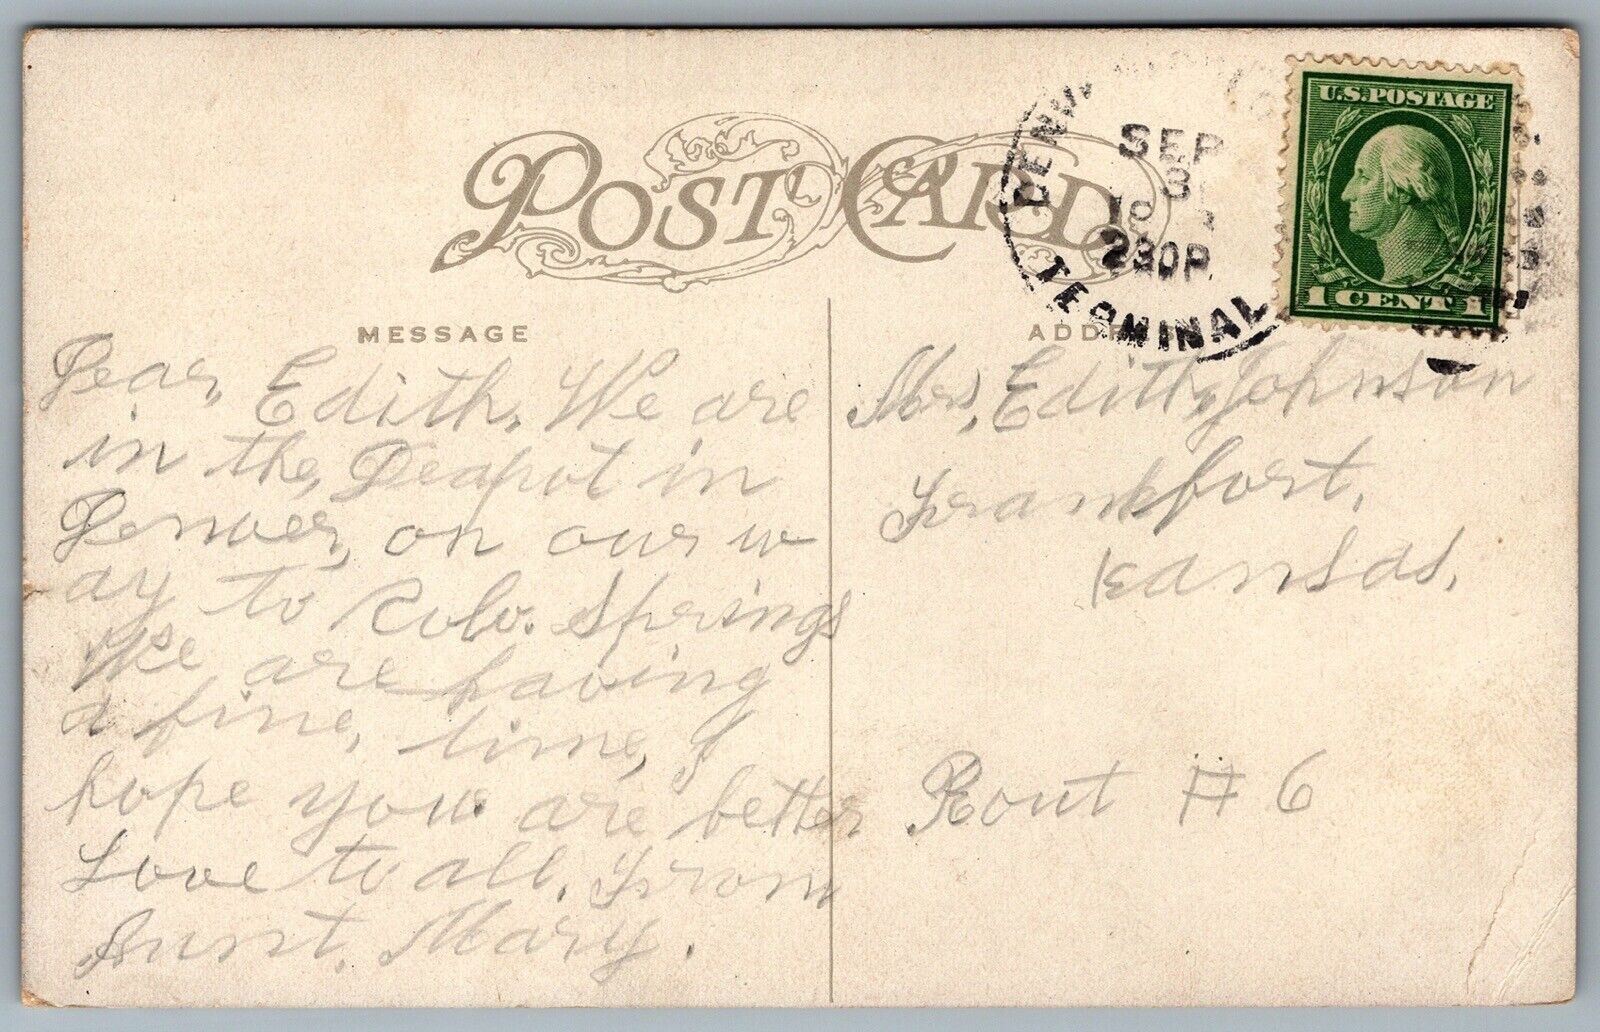 POST CARD
SEP
3
230P
TERMINAL
U.S. POSTAGE
1 CENT 1
MESSAGE
Dear, Edith. We are
in the, Deapot in
Denver, on our w
ay to Colo. Springs
We are having
a fine, time, I
hope you are better
Love to all. From
Aunt. Mary.
Mrs, Edith, Johnson
Frankfort,
Kansas,
Rout # 6